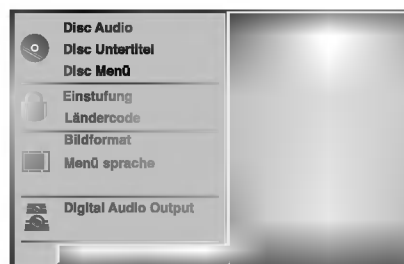 Disc Audio
Disc Untertitel
Disc Menü
Einstufung
Ländercode
Bildformat
Menü sprache
Digital Audio Output